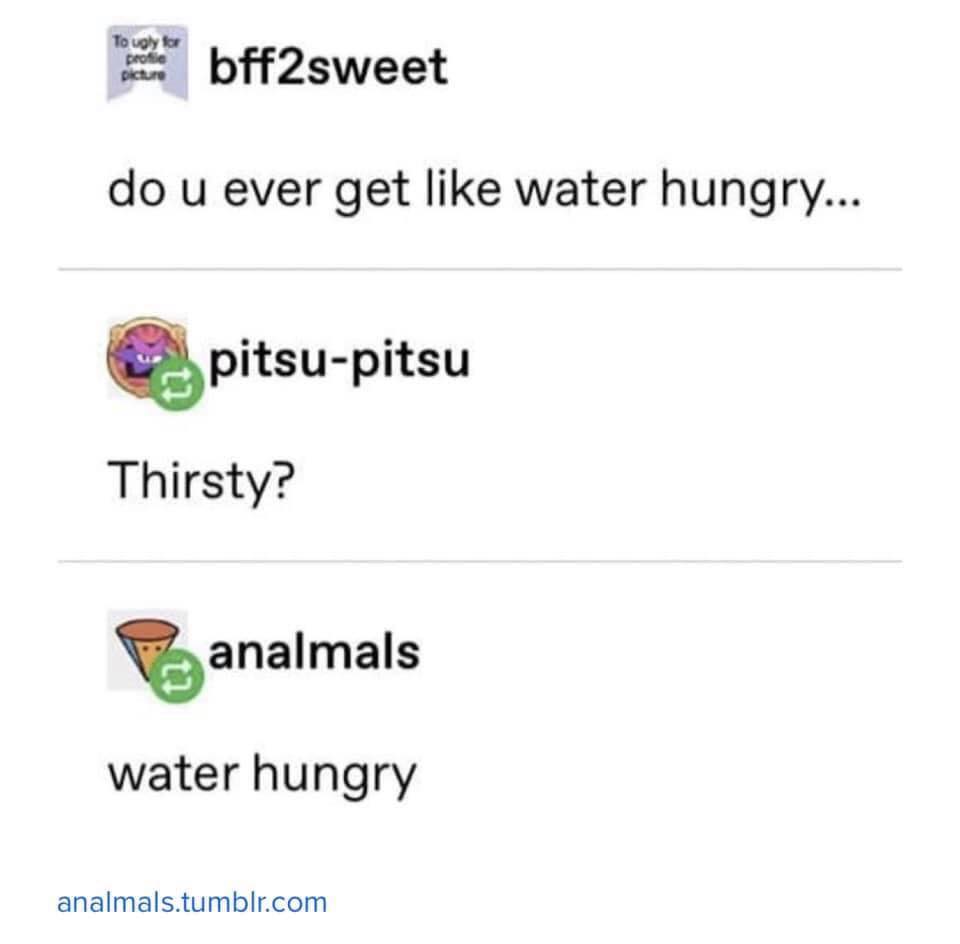 To ugly for
profile
picture
bff2sweet
do u ever get like water hungry...
pitsu-pitsu
Thirsty?
analmals
water hungry
analmals.tumblr.com